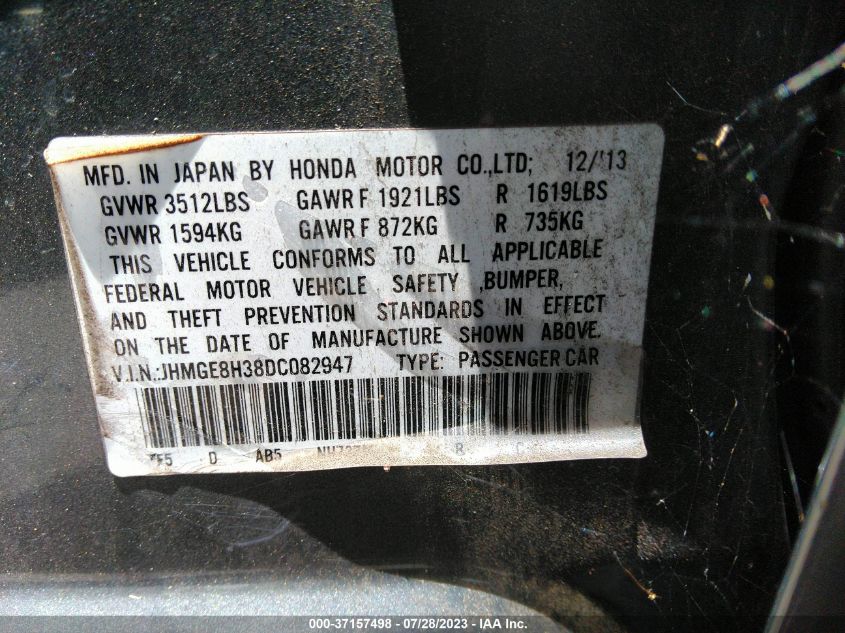 MFD. IN JAPAN BY HONDA MOTOR CO.,LTD; 12/'13
GVWR 3512LBS GAWR F 1921LBS R 1619LBS
GVWR 1594KG GAWR F 872KG R 735KG
THIS VEHICLE CONFORMS TO ALL APPLICABLE
FEDERAL MOTOR VEHICLE SAFETY ,BUMPER,
AND THEFT PREVENTION STANDARDS IN EFFECT
ON THE DATE OF MANUFACTURE SHOWN ABOVE.
V.I.N.:JHMGE8H38DC082947 TYPE: PASSENGER CAR
D AB5 R
000-37157498 - 07/28/2023 - IAA Inc.